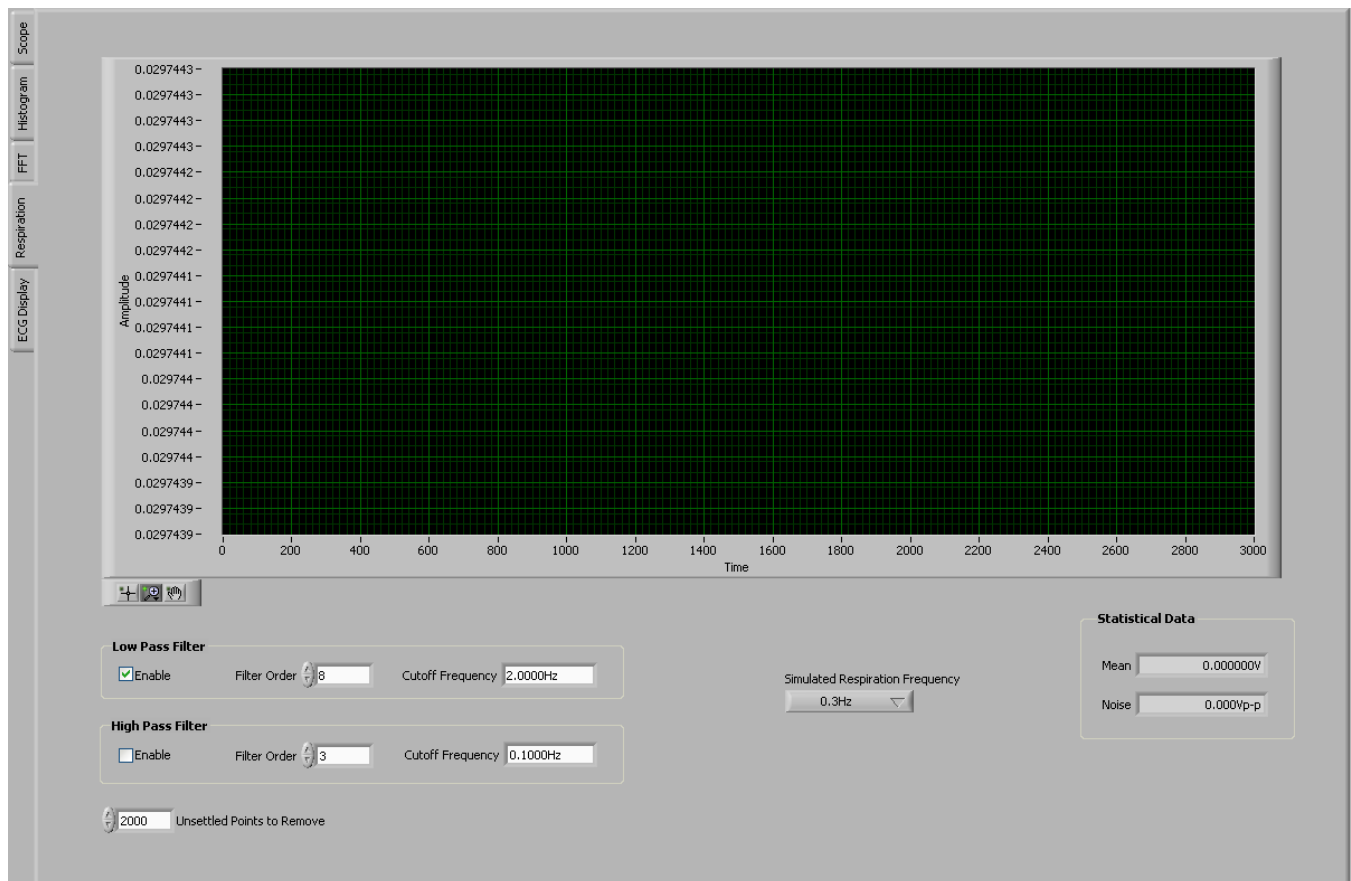 Scope
Histogram
FFT
Respiration
ECG Display
Amplitude
0.0297443
0.0297443
0.0297443
0.0297443
0.0297442
0.0297442
0.0297442
0.0297442
0.0297441
0.0297441
0.0297441
0.0297441
0.029744
0.029744
0.029744
0.029744
0.0297439
0.0297439
0.0297439
0 200 400 600 800 1000 1200 1400 1600 1800 2000 2200 2400 2600 2800 3000
Time
Low Pass Filter
Enable Filter Order 8 Cutoff Frequency 2.0000Hz
High Pass Filter
Enable Filter Order 3 Cutoff Frequency 0.1000Hz
2000 Unsettled Points to Remove
Simulated Respiration Frequency
0.3Hz
Statistical Data
Mean 0.000000V
Noise 0.000Vp-p